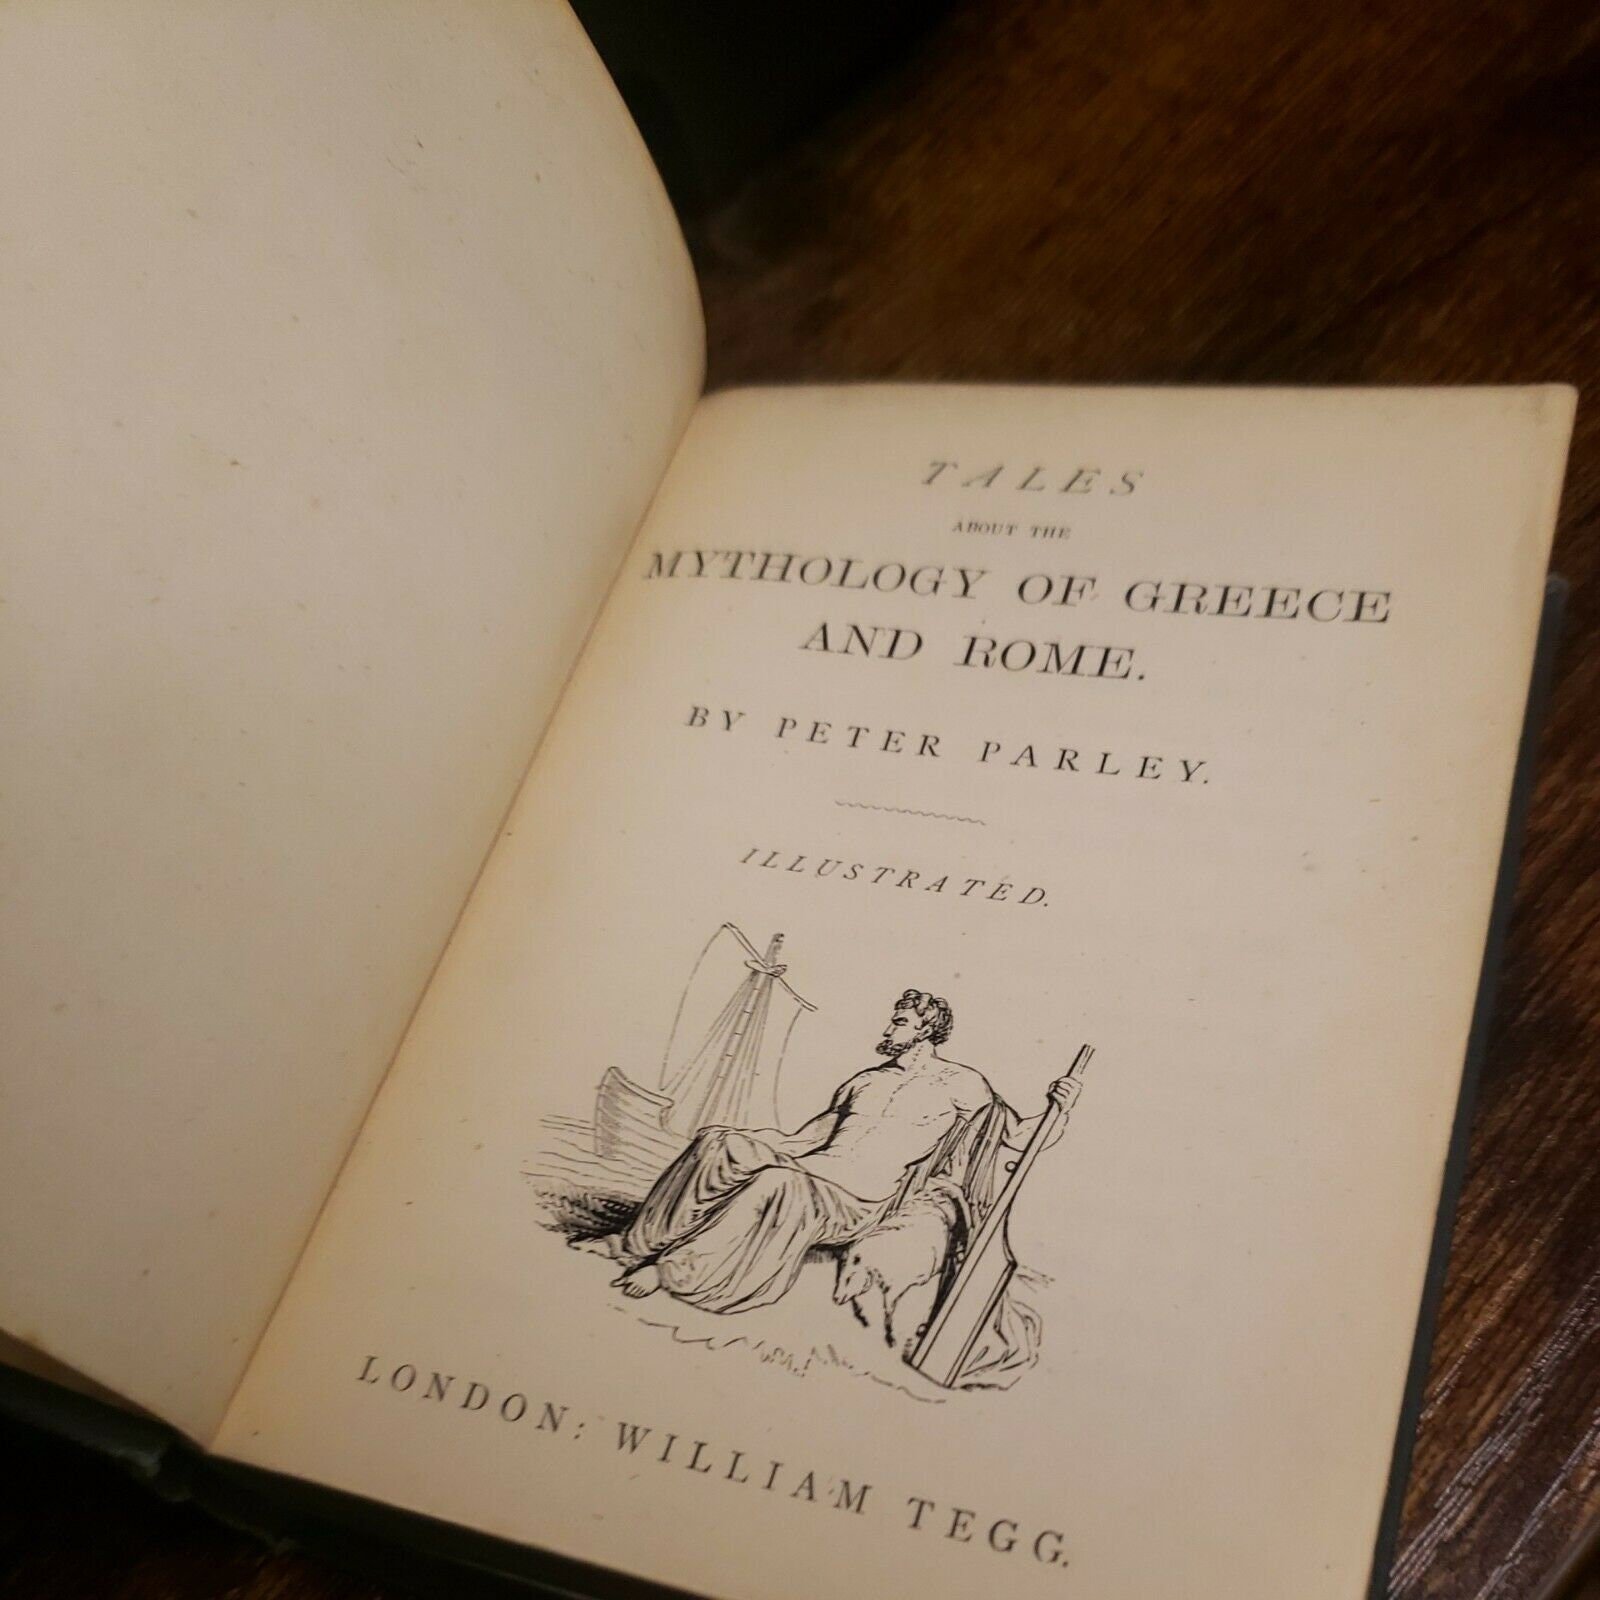 TALES
ABOUT THE
MYTHOLOGY OF GREECE
AND ROME.
BY PETER PARLEY.
ILLUSTRATED.
LONDON: WILLIAM TEGG.